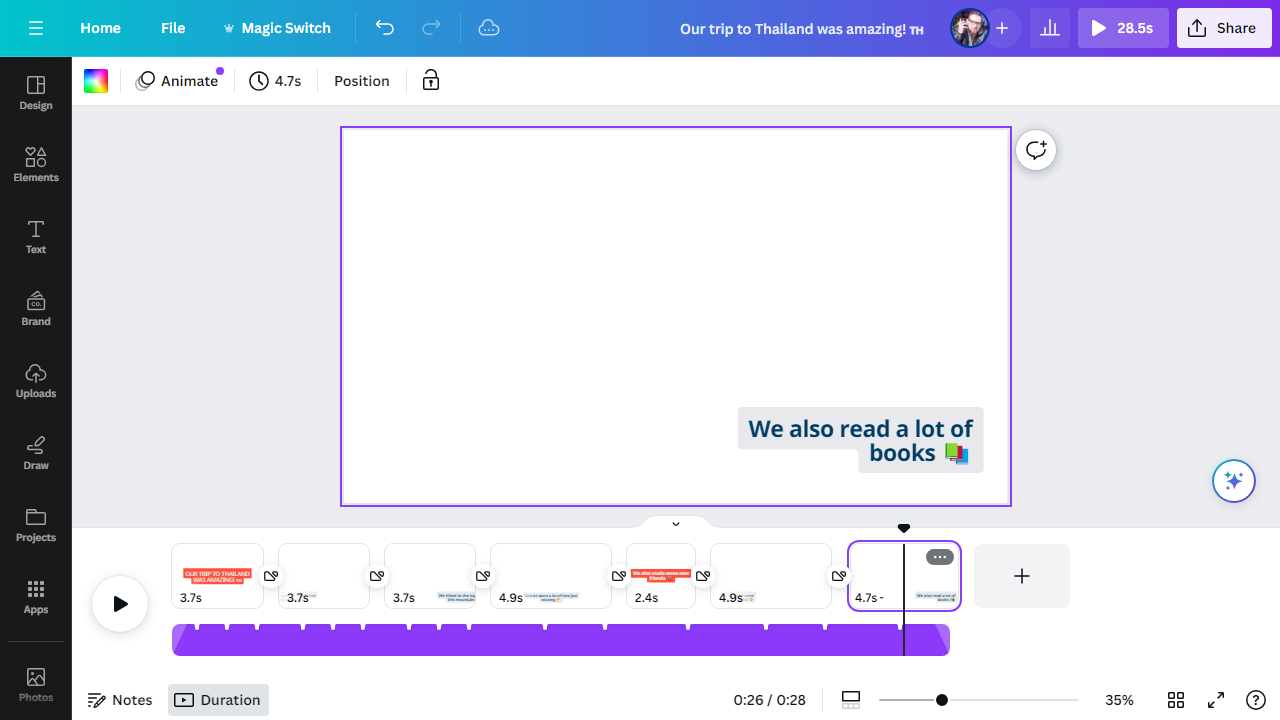 Home
File
Magic Switch
Our trip to Thailand was amazing! TH
28.5s
Share
Animate
4.7s
Position
Design
Elements
Text
Brand
CO.
Uploads
Draw
Projects
Apps
Photos
We also read a lot of
books 📚
OUR TRIP TO THAILAND
WAS AMAZING! TH
3.7s
3.7s
We hiked to the top
this mountain
3.7s
And we spent a lot of time just
relaxing
4.9s
We also made some new
friends
2.4s
4.9s
We also read a lot of
books
4.7s -
Notes
Duration
0:26 / 0:28
35%